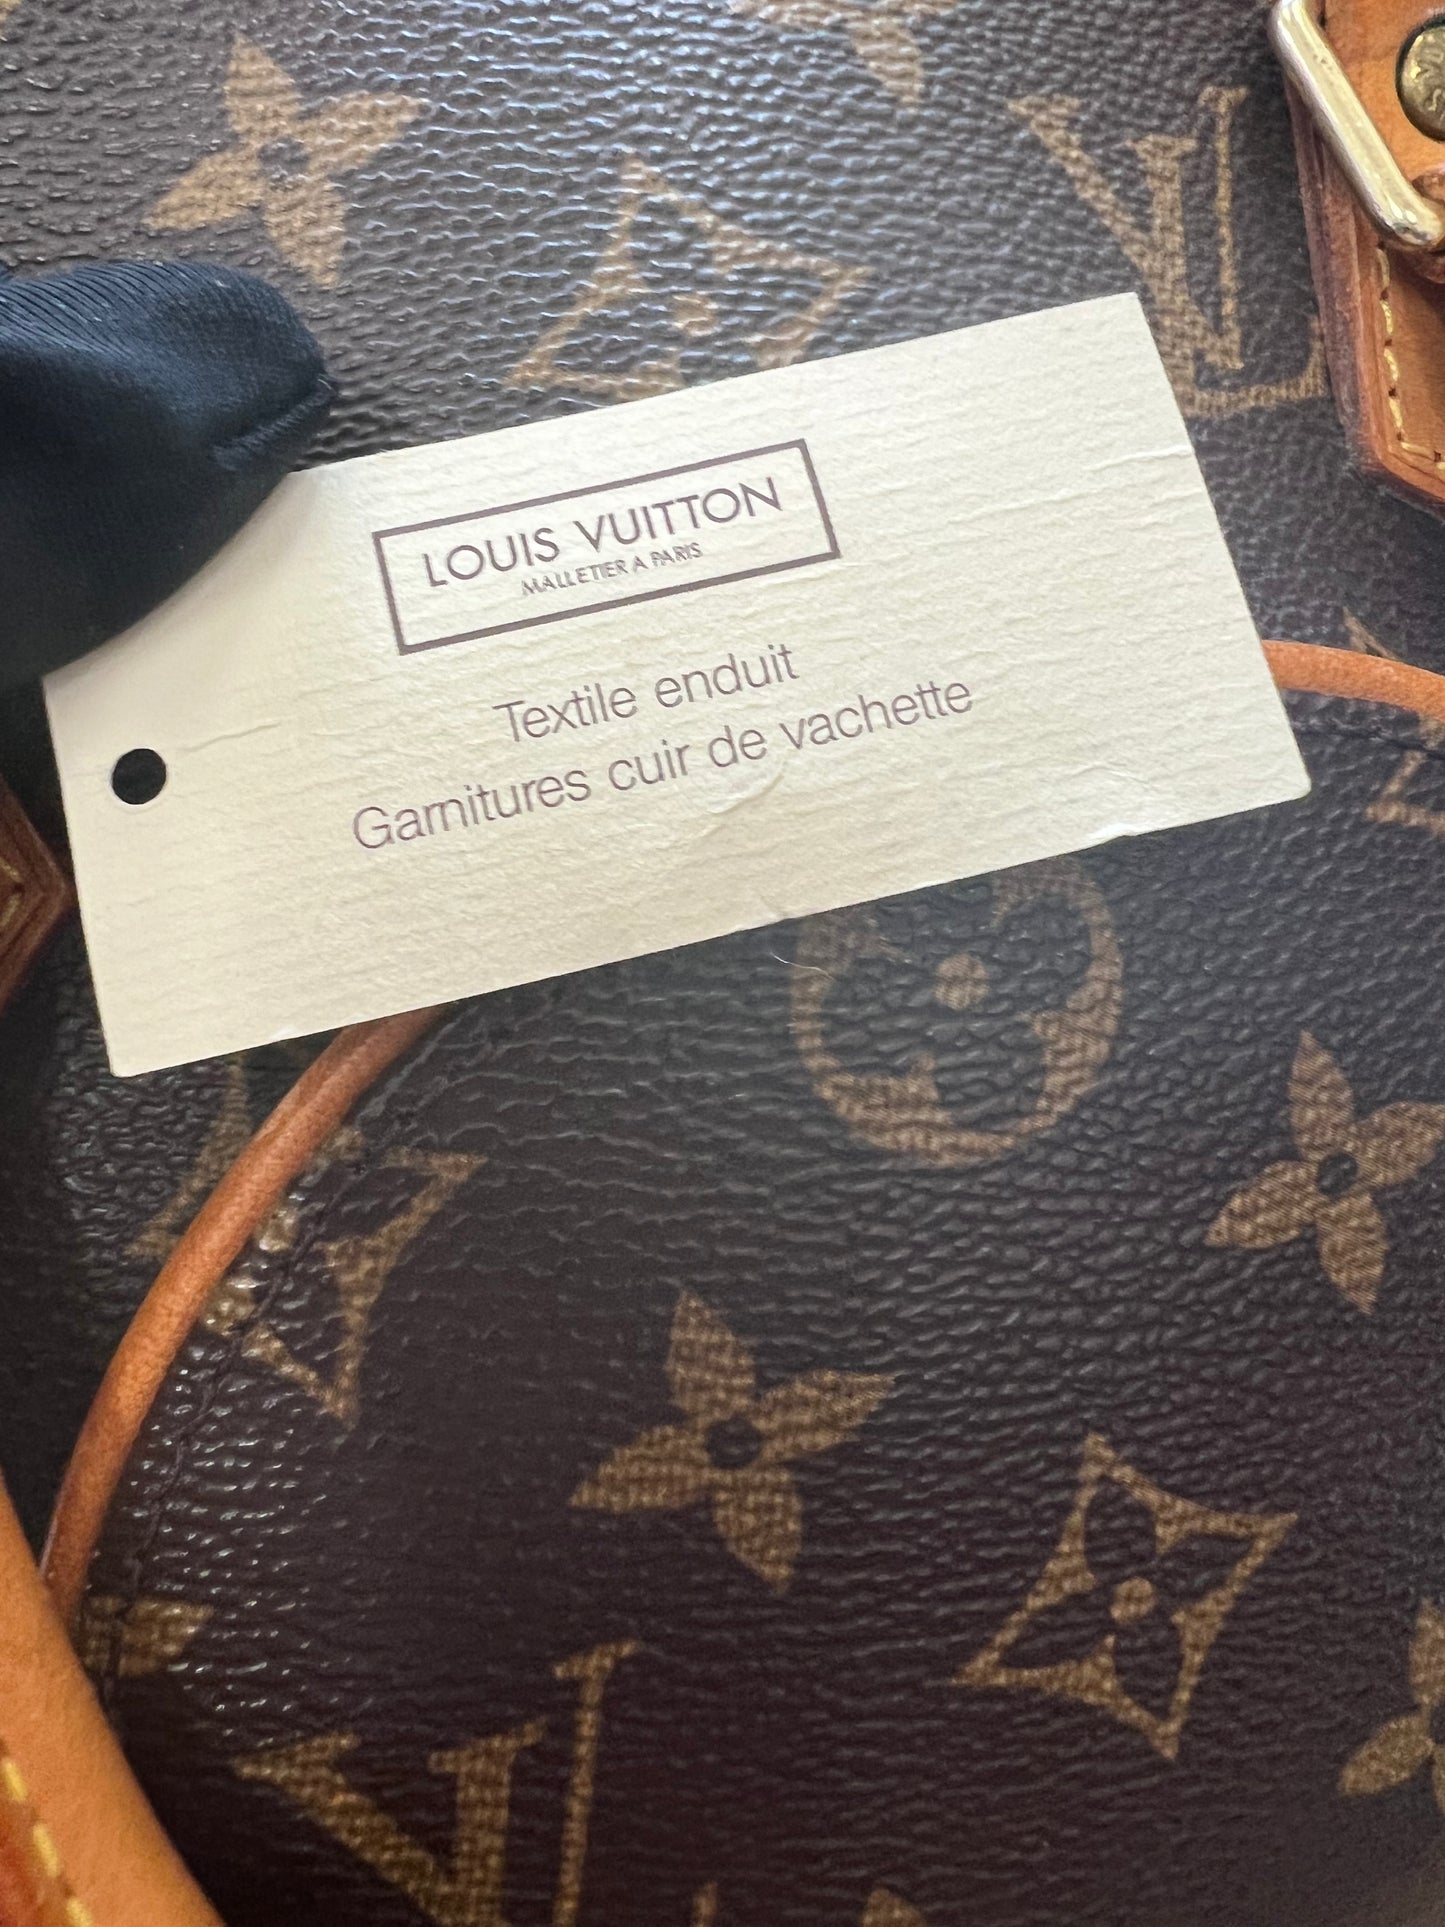 LOUIS VUITTON
MALLETIER A PARIS
Textile enduit
Garnitures cuir de vachette